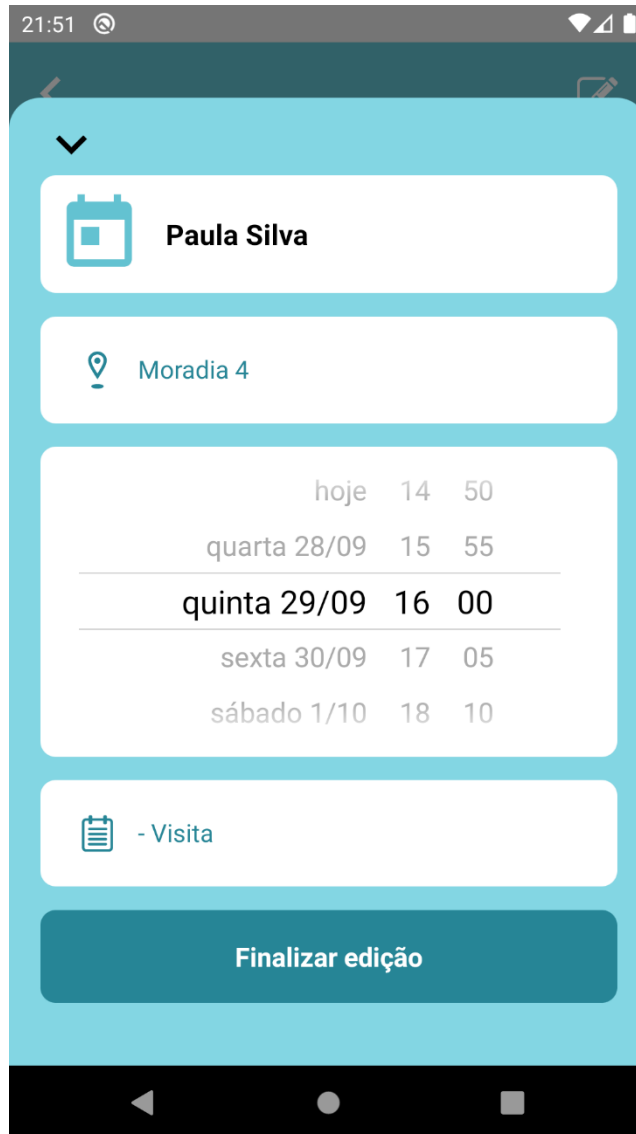 21:51
Paula Silva
Moradia 4
hoje 14 50
quarta 28/09 15 55
quinta 29/09 16 00
sexta 30/09 17 05
sábado 1/10 18 10
- Visita
Finalizar edição